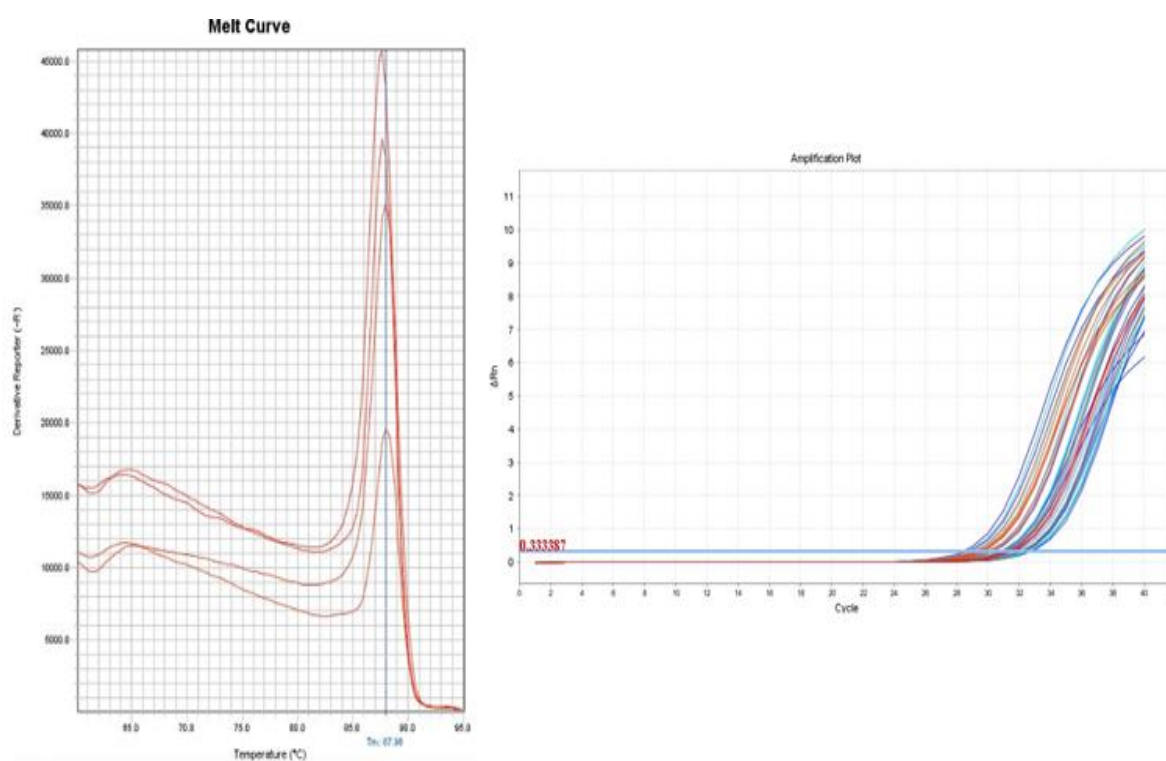 Melt Curve
45000.0
40000.0
35000.0
30000.0
25000.0
20000.0
15000.0
10000.0
5000.0
Derivative Reporter (-R')
65.0 70.0 75.0 80.0 85.0 90.0 95.0
Tm: 87.98
Temperature (°C)
Amplification Plot
11
10
9
8
7
6
5
4
3
2
1
0.333387
0
ΔRn
0 2 4 6 8 10 12 14 16 18 20 22 24 26 28 30 32 34 36 38 40
Cycle